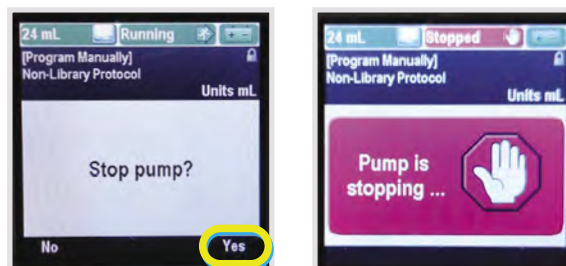 24 mL Running
[Program Manually]
Non-Library Protocol
Units mL
Stop pump?
No Yes
24 mL Stopped
[Program Manually]
Non-Library Protocol
Units mL
Pump is
stopping ...